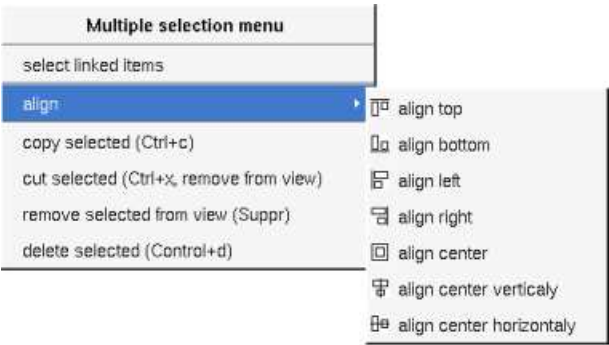 Multiple selection menu
select linked items
align
copy selected (Ctrl+c)
cut selected (Ctrl+x, remove from view)
remove selected from view (Suppr)
delete selected (Control+d)
align top
align bottom
align left
align right
align center
align center verticaly
align center horizontaly